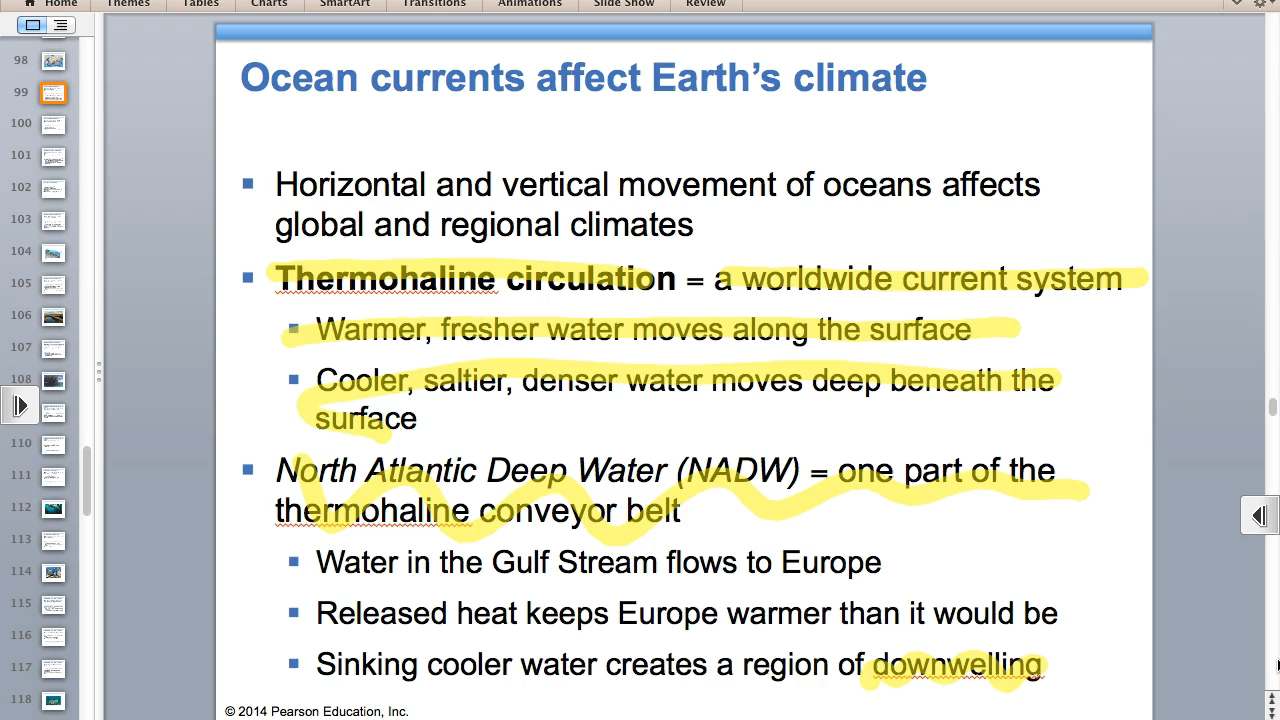 Home Themes Tables Charts SmartArt Transitions Animations Slide Show Review
98
99
100
101
102
103
104
105
106
107
108
110
111
112
113
114
115
116
117
118
Ocean currents affect Earth's climate
Horizontal and vertical movement of oceans affects
global and regional climates
Thermohaline circulation = a worldwide current system
Warmer, fresher water moves along the surface
Cooler, saltier, denser water moves deep beneath the
surface
North Atlantic Deep Water (NADW) = one part of the
thermohaline conveyor belt
Water in the Gulf Stream flows to Europe
Released heat keeps Europe warmer than it would be
Sinking cooler water creates a region of downwelling
© 2014 Pearson Education, Inc.